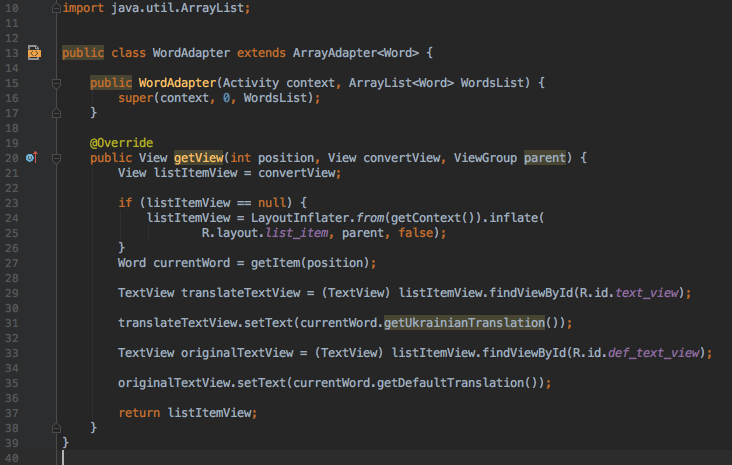 10 import java.util.ArrayList;
11
12
13 public class WordAdapter extends ArrayAdapter<Word> {
14
15     public WordAdapter(Activity context, ArrayList<Word> WordsList) {
16         super(context, 0, WordsList);
17     }
18
19     @Override
20     public View getView(int position, View convertView, ViewGroup parent) {
21         View listItemView = convertView;
22
23         if (listItemView == null) {
24             listItemView = LayoutInflater.from(getContext()).inflate(
25                     R.layout.list_item, parent, false);
26         }
27         Word currentWord = getItem(position);
28
29         TextView translateTextView = (TextView) listItemView.findViewById(R.id.text_view);
30
31         translateTextView.setText(currentWord.getUkrainianTranslation());
32
33         TextView originalTextView = (TextView) listItemView.findViewById(R.id.def_text_view);
34
35         originalTextView.setText(currentWord.getDefaultTranslation());
36
37         return listItemView;
38     }
39 }
40